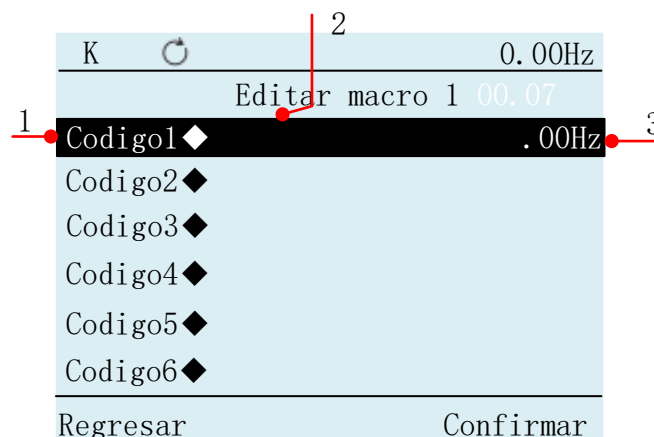 2
K 0.00Hz
Editar macro 1 00.07
1 Codigo1◆ .00Hz 3
Codigo2◆
Codigo3◆
Codigo4◆
Codigo5◆
Codigo6◆
Regresar Confirmar